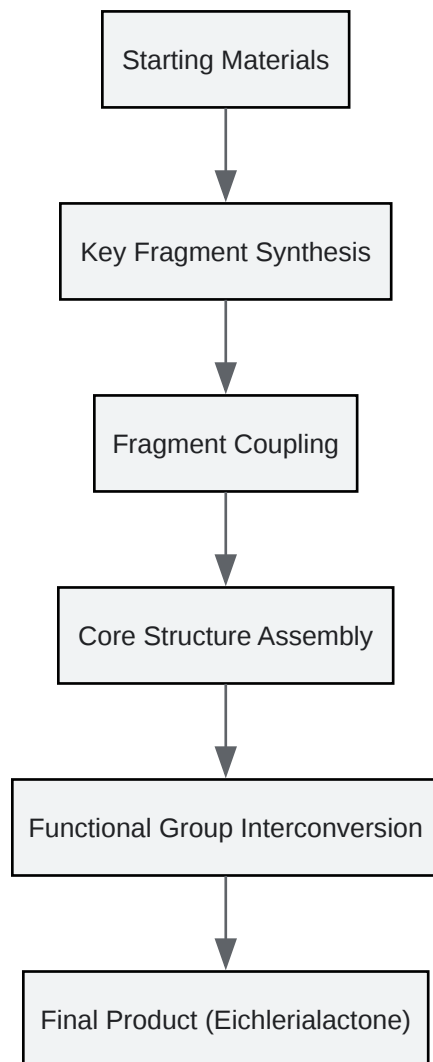 Starting Materials
Key Fragment Synthesis
Fragment Coupling
Core Structure Assembly
Functional Group Interconversion
Final Product (Eichlerialactone)